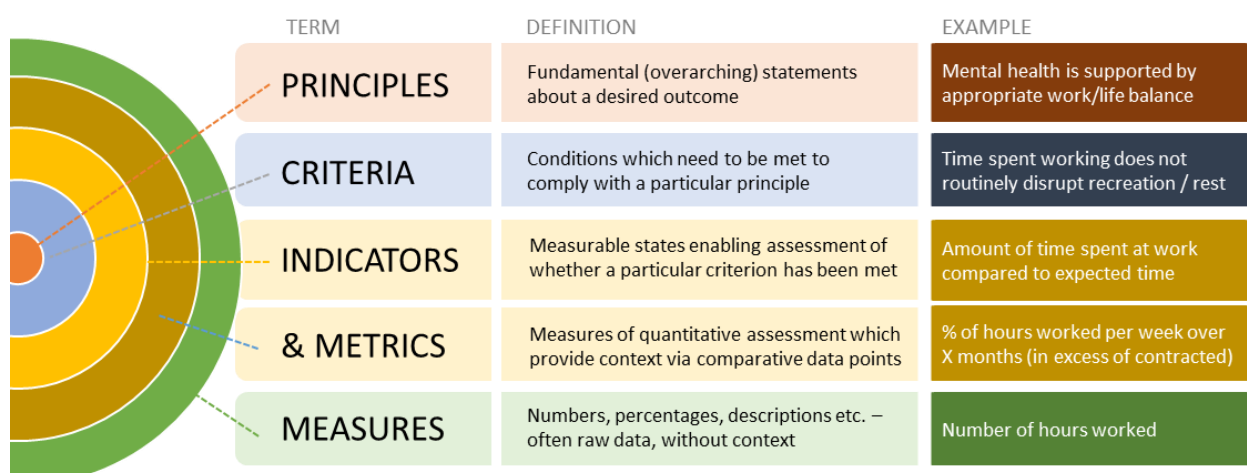 TERM DEFINITION EXAMPLE
PRINCIPLES
Fundamental (overarching) statements
about a desired outcome
Mental health is supported by
appropriate work/life balance
CRITERIA
Conditions which need to be met to
comply with a particular principle
Time spent working does not
routinely disrupt recreation / rest
INDICATORS
Measurable states enabling assessment of
whether a particular criterion has been met
Amount of time spent at work
compared to expected time
& METRICS
Measures of quantitative assessment which
provide context via comparative data points
% of hours worked per week over
X months (in excess of contracted)
MEASURES
Numbers, percentages, descriptions etc. –
often raw data, without context
Number of hours worked